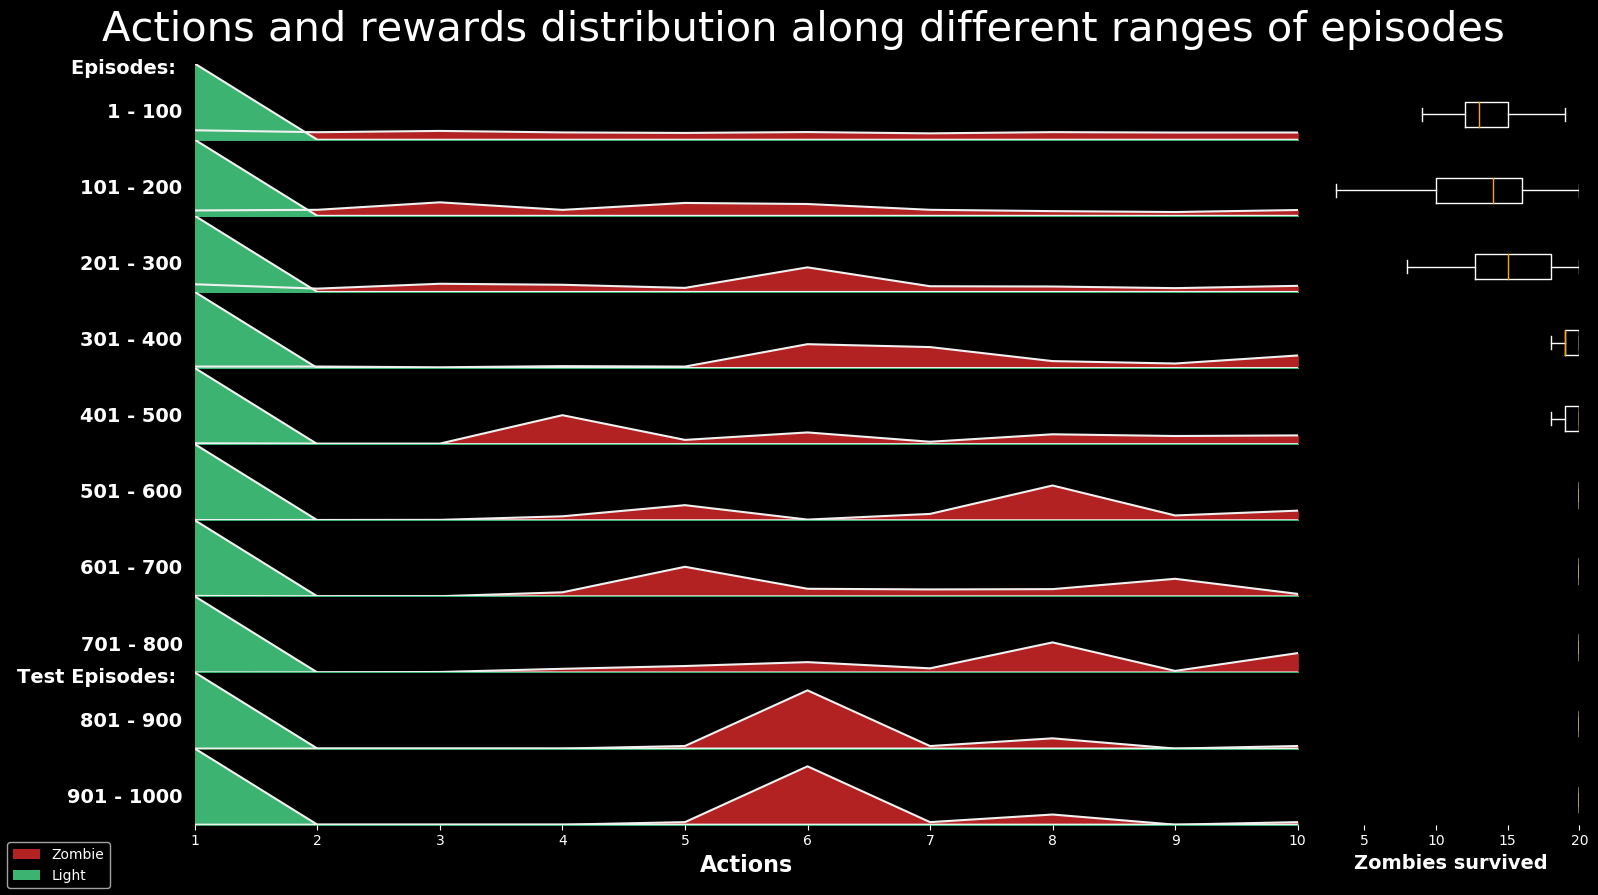 Actions and rewards distribution along different ranges of episodes
Episodes:
1 - 100
101 - 200
201 - 300
301 - 400
401 - 500
501 - 600
601 - 700
701 - 800
Test Episodes:
801 - 900
901 - 1000
1 2 3 4 5 6 7 8 9 10
5 10 15 20
Actions
Zombies survived
Zombie
Light